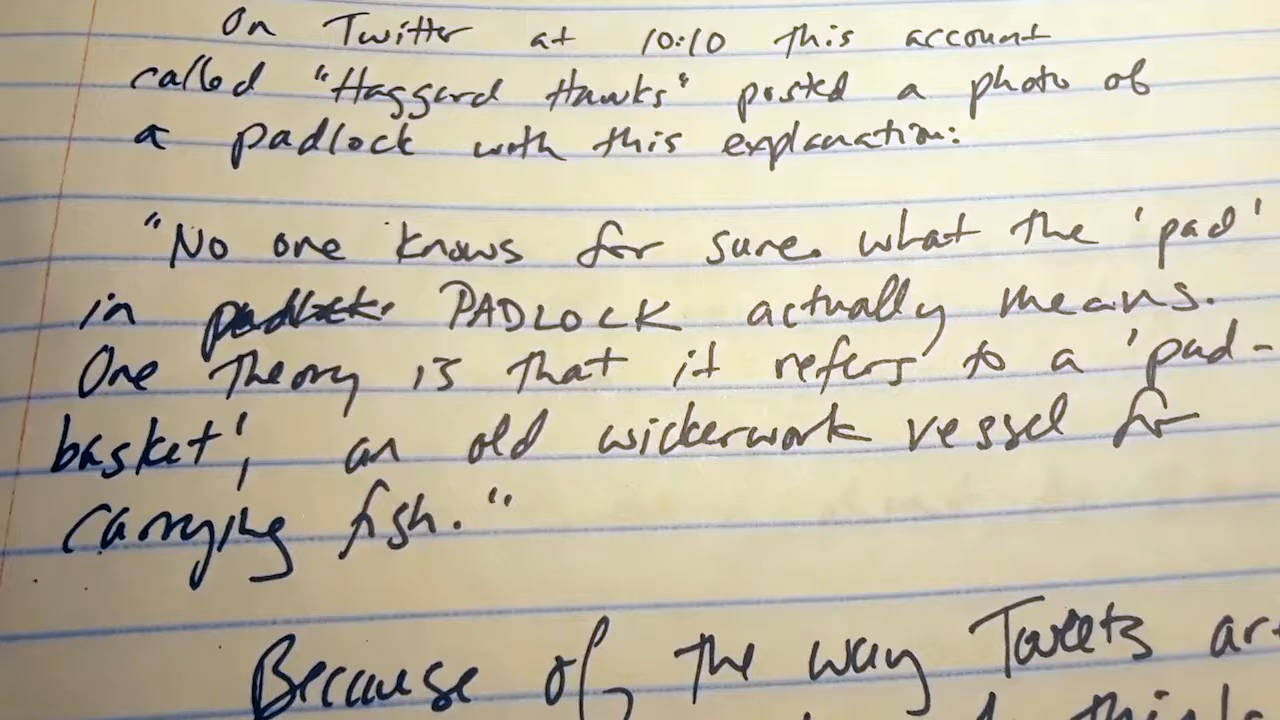 On Twitter at 10:10 this account
called "Haggard Hawks" posted a photo of
a padlock with this explanation:
"No one knows for sure. what the 'pad'
in padlock. PADLOCK actually means.
One theory is that it refers to a 'pad-
basket', an old wickerwork vessel for
carrying fish."
Because of the way Tweets are